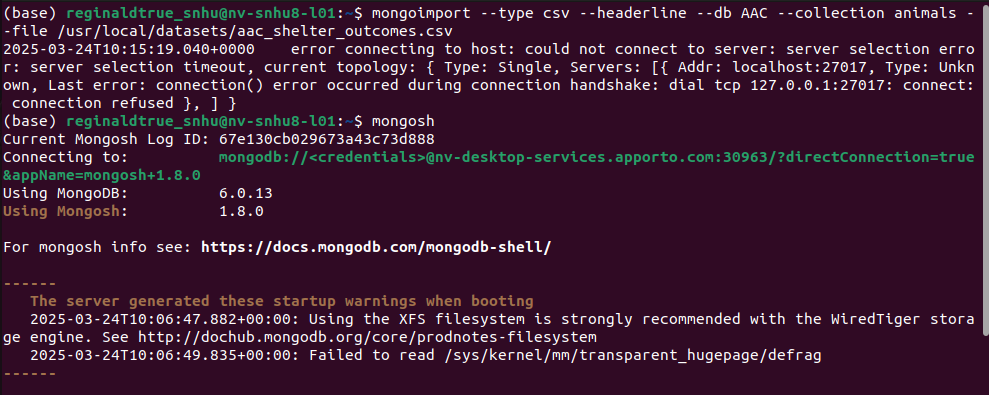 (base) reginaldtrue_snhu@nv-snhu8-l01:~$ mongoimport --type csv --headerline --db AAC --collection animals -
-file /usr/local/datasets/aac_shelter_outcomes.csv
2025-03-24T10:15:19.040+0000    error connecting to host: could not connect to server: server selection erro
r: server selection timeout, current topology: { Type: Single, Servers: [{ Addr: localhost:27017, Type: Unkn
own, Last error: connection() error occurred during connection handshake: dial tcp 127.0.0.1:27017: connect:
 connection refused }, ] }
(base) reginaldtrue_snhu@nv-snhu8-l01:~$ mongosh
Current Mongosh Log ID: 67e130cb029673a43c73d888
Connecting to:          mongodb://<credentials>@nv-desktop-services.apporto.com:30963/?directConnection=true
&appName=mongosh+1.8.0
Using MongoDB:          6.0.13
Using Mongosh:          1.8.0

For mongosh info see: https://docs.mongodb.com/mongodb-shell/

------
   The server generated these startup warnings when booting
   2025-03-24T10:06:47.882+00:00: Using the XFS filesystem is strongly recommended with the WiredTiger stora
ge engine. See http://dochub.mongodb.org/core/prodnotes-filesystem
   2025-03-24T10:06:49.835+00:00: Failed to read /sys/kernel/mm/transparent_hugepage/defrag
------